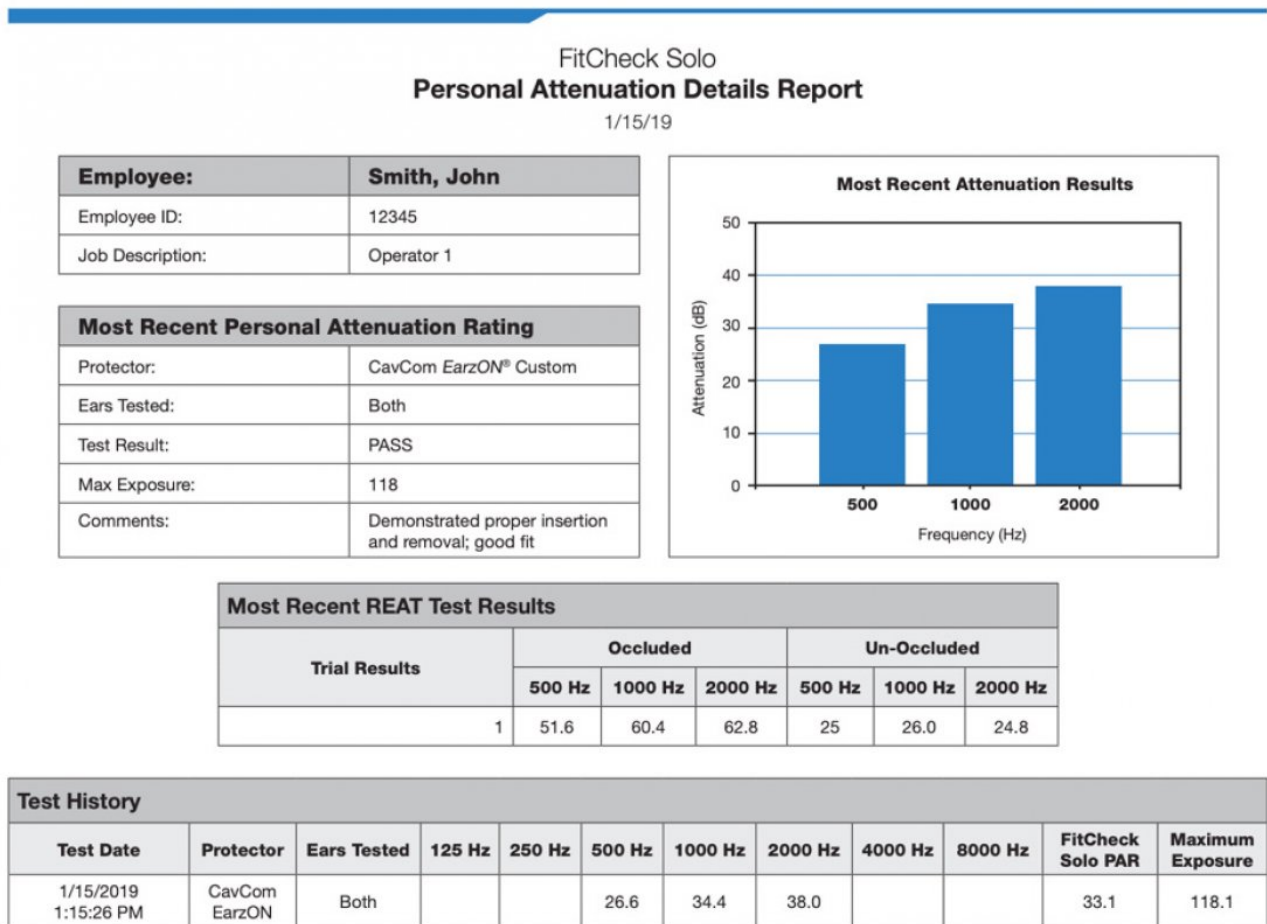 FitCheck Solo
Personal Attenuation Details Report
1/15/19
Employee: Smith, John
Employee ID: 12345
Job Description: Operator 1
Most Recent Personal Attenuation Rating
Protector: CavCom EarzON® Custom
Ears Tested: Both
Test Result: PASS
Max Exposure: 118
Comments: Demonstrated proper insertion
and removal; good fit
Most Recent Attenuation Results
Attenuation (dB)
50
40
30
20
10
0
500 1000 2000
Frequency (Hz)
Most Recent REAT Test Results
Trial Results
Occluded Un-Occluded
500 Hz 1000 Hz 2000 Hz 500 Hz 1000 Hz 2000 Hz
1 51.6 60.4 62.8 25 26.0 24.8
Test History
Test Date Protector Ears Tested 125 Hz 250 Hz 500 Hz 1000 Hz 2000 Hz 4000 Hz 8000 Hz FitCheck Solo PAR Maximum Exposure
1/15/2019 1:15:26 PM CavCom EarzON Both 26.6 34.4 38.0 33.1 118.1